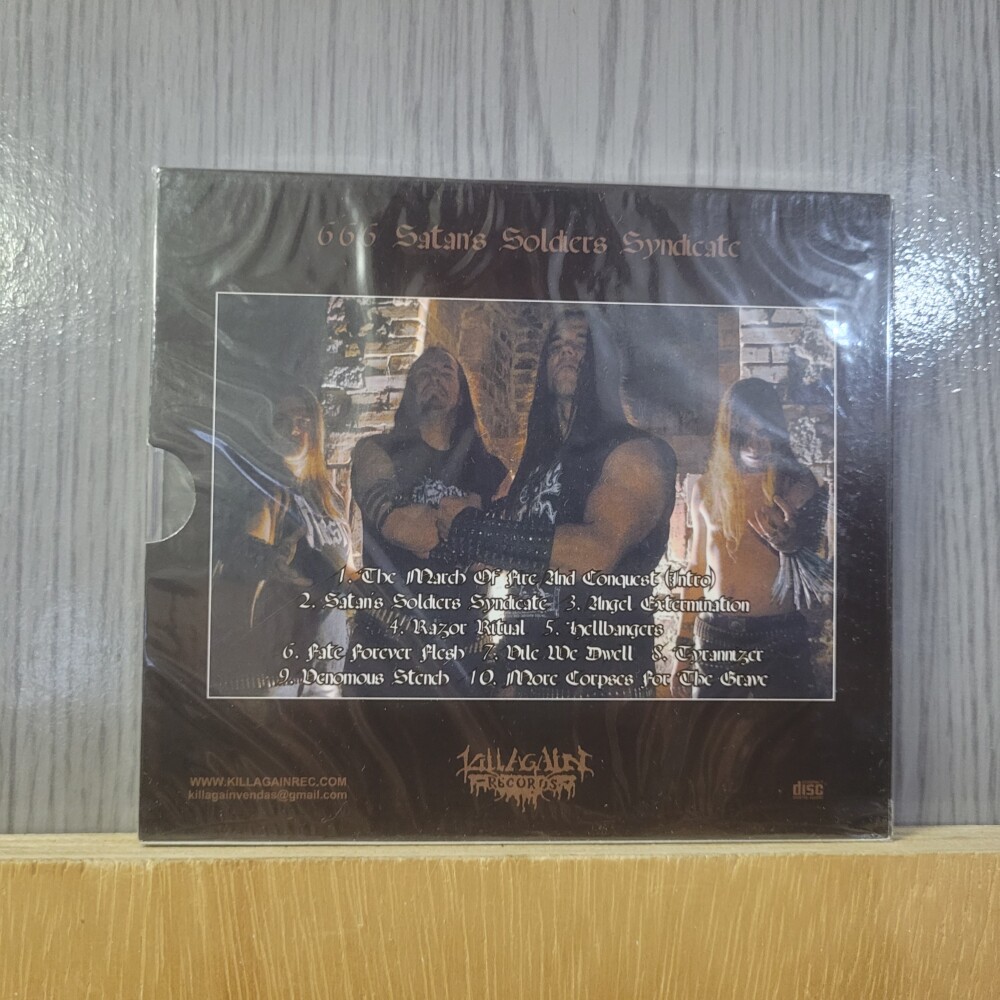 666 Satan's Soldiers Syndicate
1. The March Of Fire And Conquest (Intro)
2. Satan's Soldiers Syndicate 3. Angel Extermination
4. Razor Ritual 5. Hellbangers
6. Fate Forever Flesh 7. Vile We Dwell 8. Tyrannizer
9. Venomous Stench 10. More Corpses For The Grave
KILLAGAIN
RECORDS
WWW.KILLAGAINREC.COM
killagainvendas@gmail.com
disc